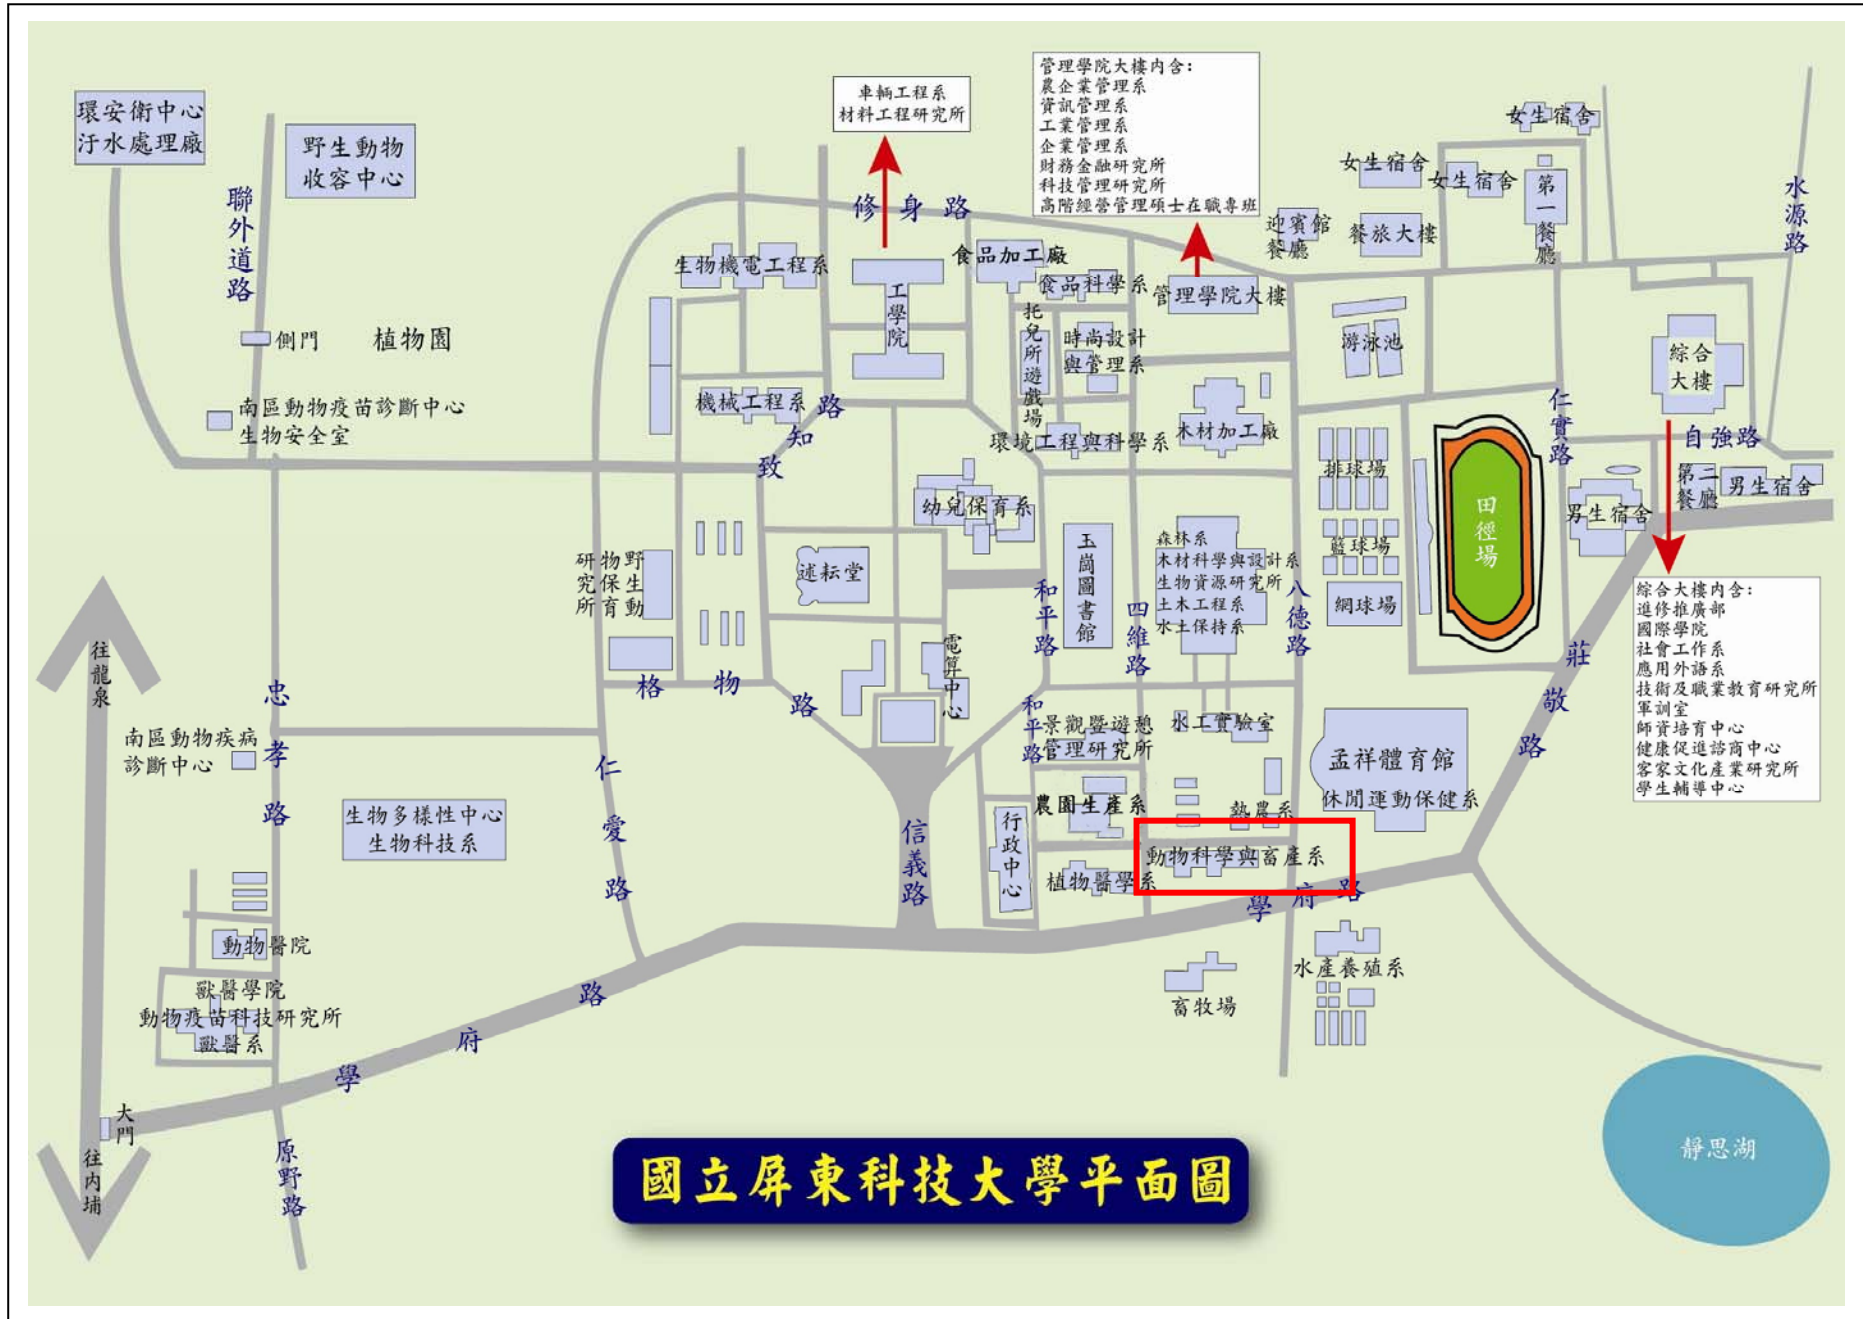 環安衛中心
汙水處理廠
野生動物
收容中心
聯外道路
車輛工程系
材料工程研究所
管理學院大樓內含:
農企業管理系
資訊管理系
工業管理系
企業管理系
財務金融研究所
科技管理研究所
高階經營管理碩士在職專班
修身路
女生宿舍
女生宿舍
女生宿舍
第一餐廳
水源路
迎賓館
餐廳
餐旅大樓
生物機電工程系
工學院
食品加工廠
食品科學系
管理學院大樓
托兒所遊戲場
時尚設計
與管理系
游泳池
綜合
大樓
側門
植物園
南區動物疫苗診斷中心
生物安全室
機械工程系
致知路
環境工程與科學系
木材加工廠
仁實路
自強路
排球場
田徑場
第二
餐廳
男生宿舍
男生宿舍
幼兒保育系
籃球場
網球場
玉崗圖書館
森林系
木材科學與設計系
生物資源研究所
土木工程系
水土保持系
野生動
物保育
研究所
述耘堂
和平路
四維路
八德路
綜合大樓內含:
進修推廣部
國際學院
社會工作系
應用外語系
技術及職業教育研究所
軍訓室
師資培育中心
健康促進諮商中心
客家文化產業研究所
學生輔導中心
往龍泉
忠孝路
格物路
電算中心
和平路
莊敬路
景觀暨遊憩
管理研究所
水工實驗室
孟祥體育館
休閒運動保健系
南區動物疾病
診斷中心
仁愛路
農園生產系
熱農系
生物多樣性中心
生物科技系
信義路
行政中心
動物科學與畜產系
植物醫學系
學府路
動物醫院
獸醫學院
動物疫苗科技研究所
獸醫系
水產養殖系
畜牧場
學府路
大門
往內埔
原野路
靜思湖
國立屏東科技大學平面圖